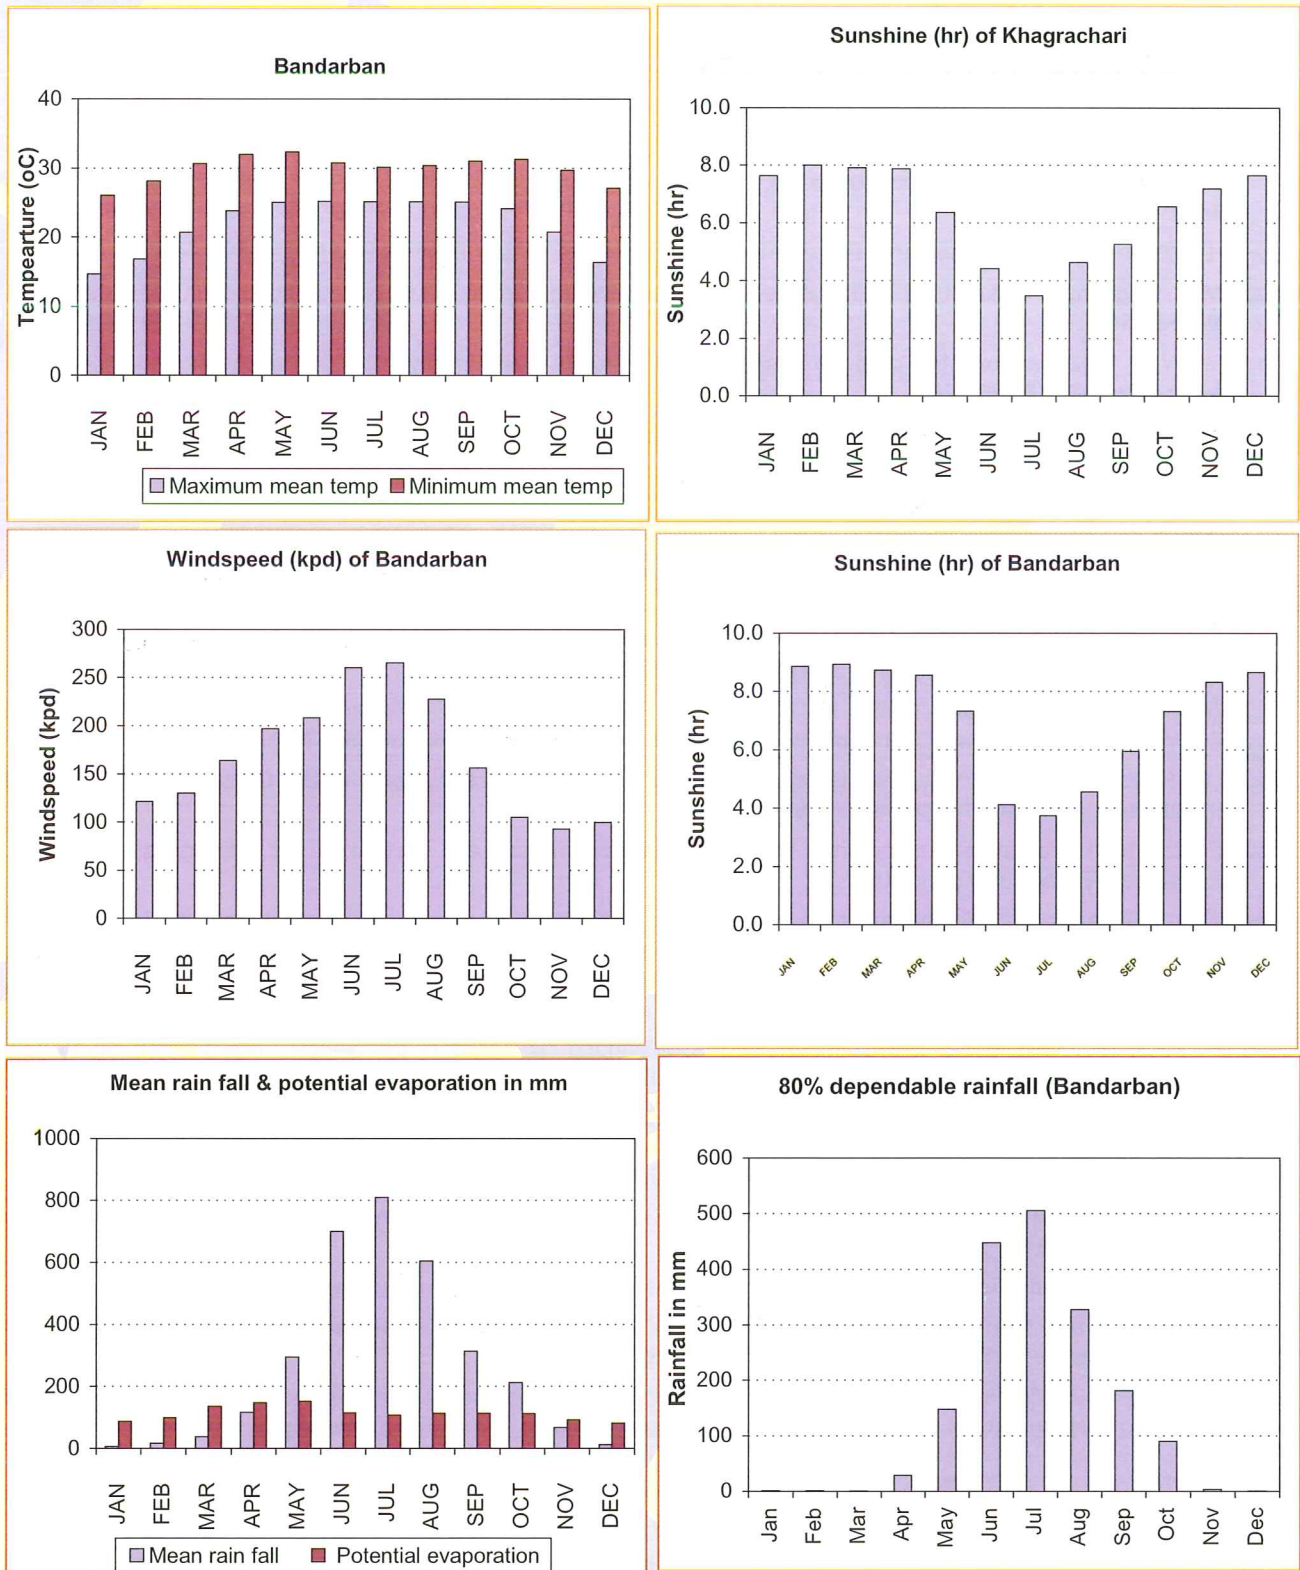 Bandarban
Tempearture (oC)
40
30
20
10
0
JAN FEB MAR APR MAY JUN JUL AUG SEP OCT NOV DEC
Maximum mean temp Minimum mean temp
Sunshine (hr) of Khagrachari
Sunshine (hr)
10.0
8.0
6.0
4.0
2.0
0.0
JAN FEB MAR APR MAY JUN JUL AUG SEP OCT NOV DEC
Windspeed (kpd) of Bandarban
Windspeed (kpd)
300
250
200
150
100
50
0
JAN FEB MAR APR MAY JUN JUL AUG SEP OCT NOV DEC
Sunshine (hr) of Bandarban
Sunshine (hr)
10.0
8.0
6.0
4.0
2.0
0.0
JAN FEB MAR APR MAY JUN JUL AUG SEP OCT NOV DEC
Mean rain fall & potential evaporation in mm
1000
800
600
400
200
0
JAN FEB MAR APR MAY JUN JUL AUG SEP OCT NOV DEC
Mean rain fall Potential evaporation
80% dependable rainfall (Bandarban)
Rainfall in mm
600
500
400
300
200
100
0
Jan Feb Mar Apr May Jun Jul Aug Sep Oct Nov Dec